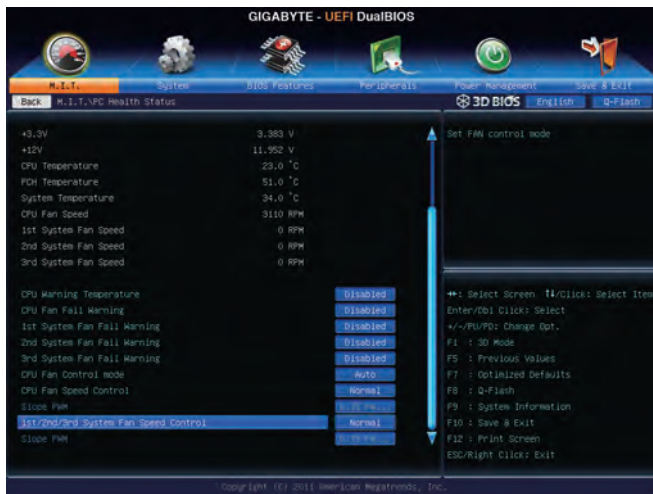 GIGABYTE - UEFI DualBIOS
M.I.T.
System
BIOS Features
Peripherals
Power Management
Save & Exit
Back
M.I.T.\PC Health Status
3D BIOS
English
Q-Flash
+3.3V 3.383 V
+12V 11.952 V
CPU Temperature 23.0 °C
PCH Temperature 51.0 °C
System Temperature 34.0 °C
CPU Fan Speed 3110 RPM
1st System Fan Speed 0 RPM
2nd System Fan Speed 0 RPM
3rd System Fan Speed 0 RPM
CPU Warning Temperature Disabled
CPU Fan Fail Warning Disabled
1st System Fan Fail Warning Disabled
2nd System Fan Fail Warning Disabled
3rd System Fan Fail Warning Disabled
CPU Fan Control mode Auto
CPU Fan Speed Control Normal
Slope PWM
1st/2nd/3rd System Fan Speed Control Normal
Slope PWM
Set FAN control mode
↔: Select Screen ↑↓/Click: Select Item
Enter/Dbl Click: Select
+/-/PU/PD: Change Opt.
F1 : 3D Mode
F5 : Previous Values
F7 : Optimized Defaults
F8 : Q-Flash
F9 : System Information
F10 : Save & Exit
F12 : Print Screen
ESC/Right Click: Exit
Copyright (C) 2011 American Megatrends, Inc.